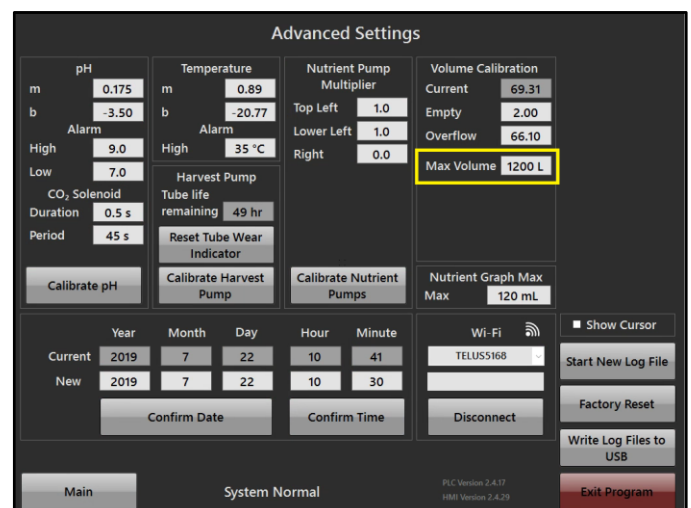 Advanced Settings
pH
m 0.175
b -3.50
Alarm
High 9.0
Low 7.0
CO₂ Solenoid
Duration 0.5 s
Period 45 s
Calibrate pH
Temperature
m 0.89
b -20.77
Alarm
High 35 °C
Harvest Pump
Tube life
remaining 49 hr
Reset Tube Wear
Indicator
Calibrate Harvest
Pump
Nutrient Pump
Multiplier
Top Left 1.0
Lower Left 1.0
Right 0.0
Calibrate Nutrient
Pumps
Volume Calibration
Current 69.31
Empty 2.00
Overflow 66.10
Max Volume 1200 L
Nutrient Graph Max
Max 120 mL
Year Month Day Hour Minute
Current 2019 7 22 10 41
New 2019 7 22 10 30
Confirm Date
Confirm Time
Wi-Fi
TELUS5168
Disconnect
Show Cursor
Start New Log File
Factory Reset
Write Log Files to
USB
Exit Program
Main
System Normal
PLC Version 2.4.17
HMI Version 2.4.29